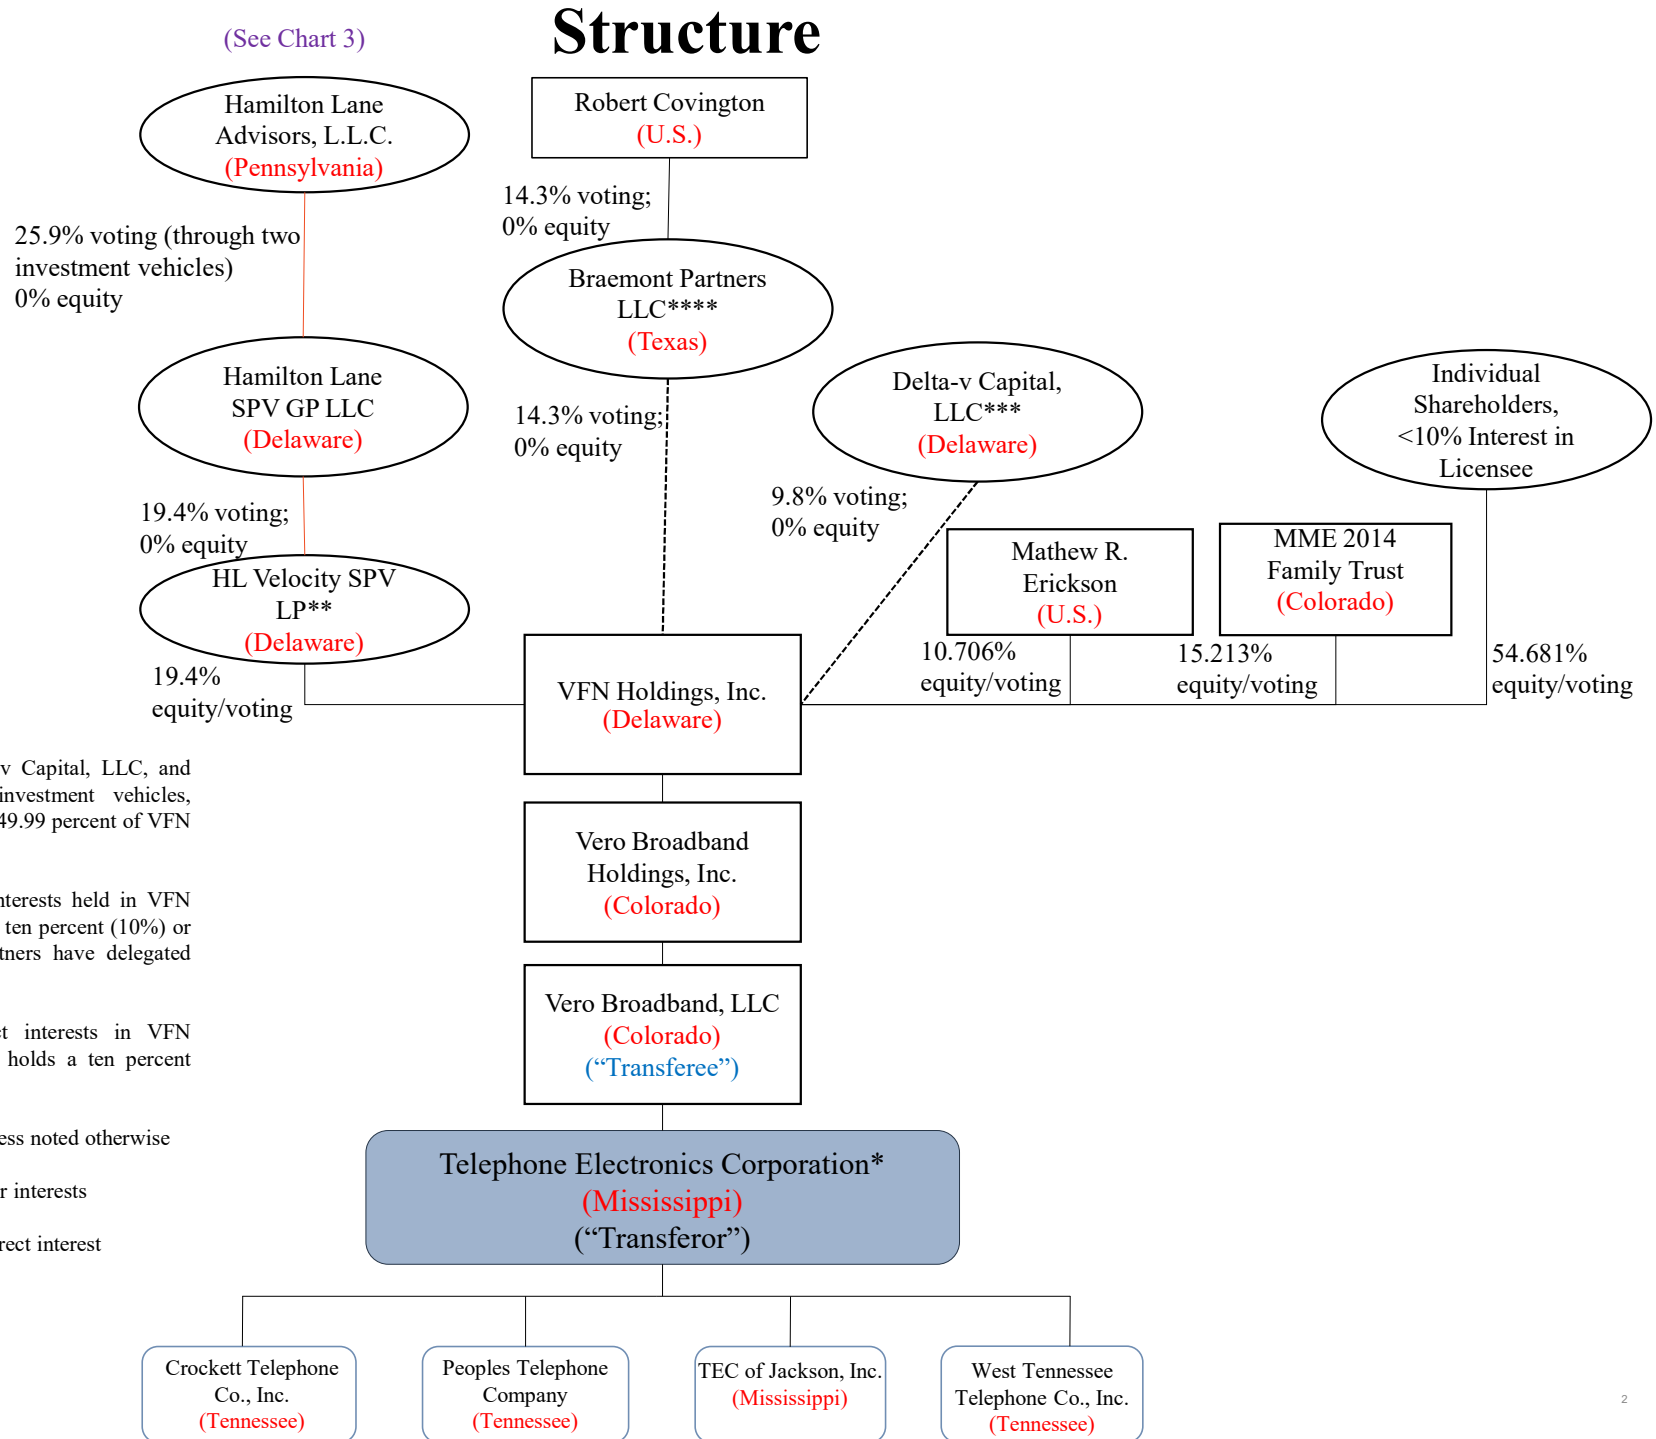 Structure
(See Chart 3)
Hamilton Lane
Advisors, L.L.C.
(Pennsylvania)
Robert Covington
(U.S.)
14.3% voting;
0% equity
25.9% voting (through two
investment vehicles)
0% equity
Braemont Partners
LLC****
(Texas)
Hamilton Lane
SPV GP LLC
(Delaware)
14.3% voting;
0% equity
Delta-v Capital,
LLC***
(Delaware)
Individual
Shareholders,
<10% Interest in
Licensee
19.4% voting;
0% equity
9.8% voting;
0% equity
HL Velocity SPV
LP**
(Delaware)
Mathew R.
Erickson
(U.S.)
MME 2014
Family Trust
(Colorado)
19.4%
equity/voting
VFN Holdings, Inc.
(Delaware)
10.706%
equity/voting
15.213%
equity/voting
54.681%
equity/voting
v Capital, LLC, and
investment vehicles,
49.99 percent of VFN
Vero Broadband
Holdings, Inc.
(Colorado)
nterests held in VFN
ten percent (10%) or
tners have delegated
Vero Broadband, LLC
(Colorado)
(“Transferee”)
ct interests in VFN
holds a ten percent
ess noted otherwise
r interests
rect interest
Telephone Electronics Corporation*
(Mississippi)
(“Transferor”)
Crockett Telephone
Co., Inc.
(Tennessee)
Peoples Telephone
Company
(Tennessee)
TEC of Jackson, Inc.
(Mississippi)
West Tennessee
Telephone Co., Inc.
(Tennessee)
2